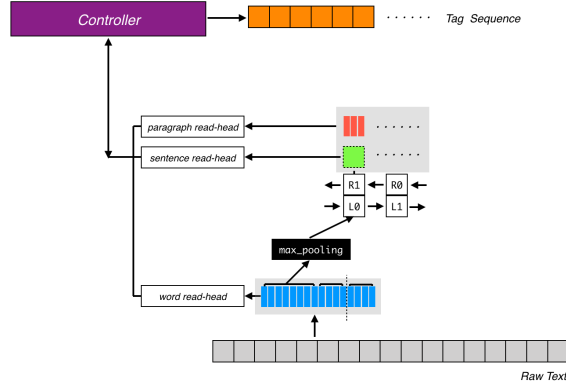 Controller
Tag Sequence
paragraph read-head
sentence read-head
R1
R0
L0
L1
max_pooling
word read-head
Raw Text